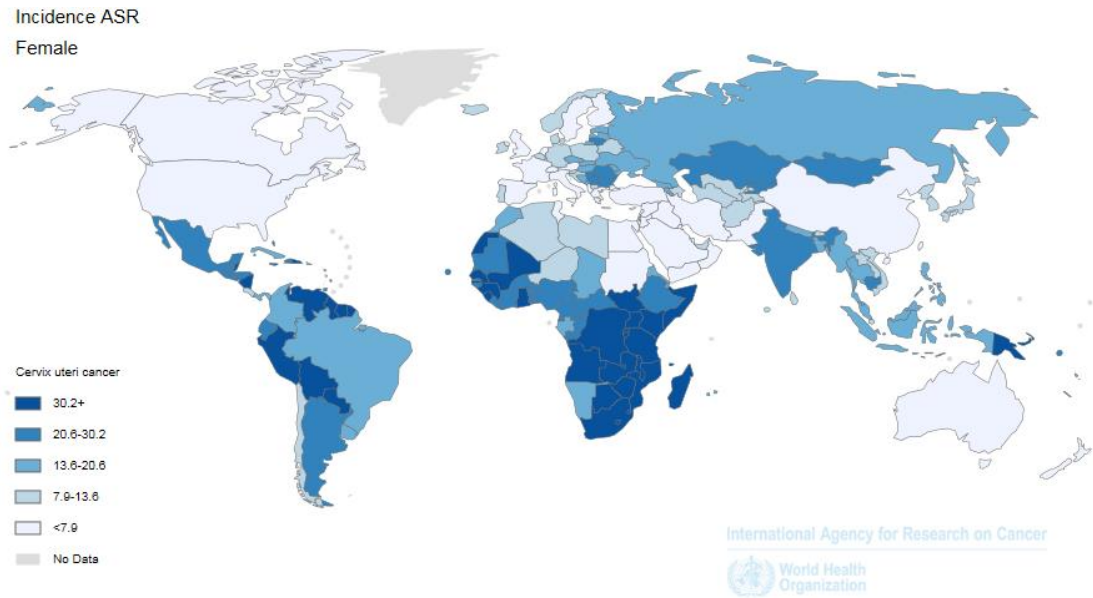 Incidence ASR
Female
Cervix uteri cancer
30.2+
20.6-30.2
13.6-20.6
7.9-13.6
<7.9
No Data
International Agency for Research on Cancer
World Health
Organization